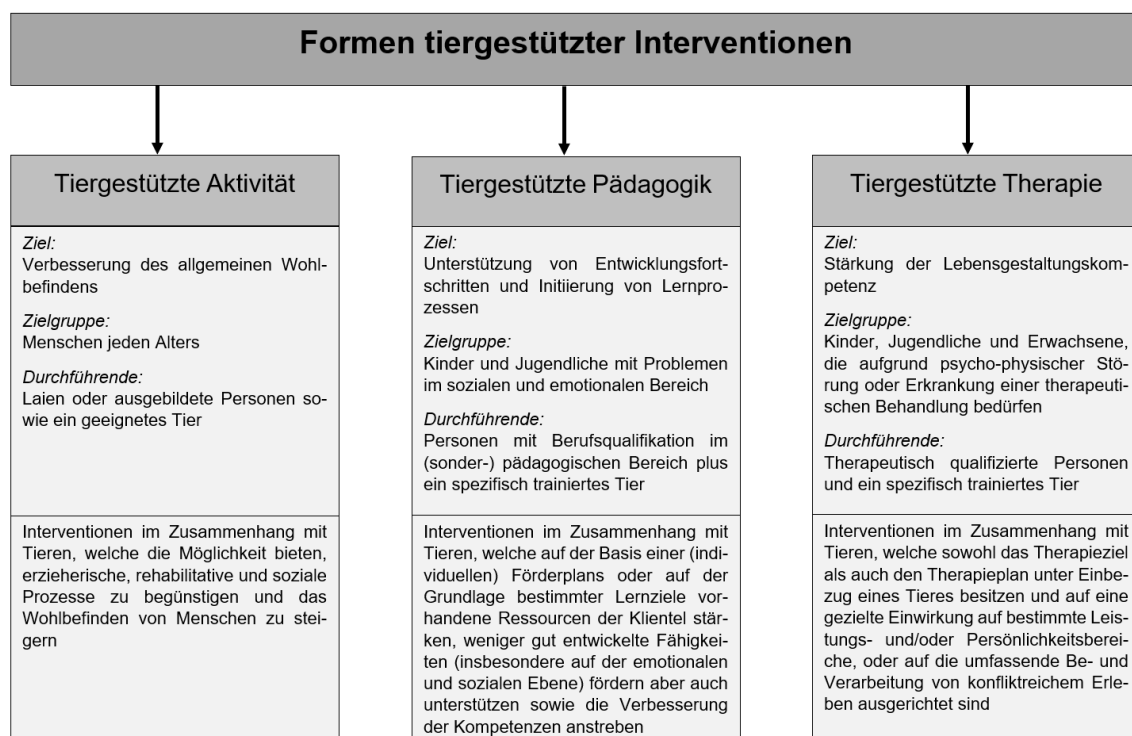 Formen tiergestützter Interventionen
Tiergestützte Aktivität
Ziel:
Verbesserung des allgemeinen Wohl-
befindens
Zielgruppe:
Menschen jeden Alters
Durchführende:
Laien oder ausgebildete Personen so-
wie ein geeignetes Tier
Interventionen im Zusammenhang mit
Tieren, welche die Möglichkeit bieten,
erzieherische, rehabilitative und soziale
Prozesse zu begünstigen und das
Wohlbefinden von Menschen zu stei-
gern
Tiergestützte Pädagogik
Ziel:
Unterstützung von Entwicklungsfort-
schritten und Initiierung von Lernpro-
zessen
Zielgruppe:
Kinder und Jugendliche mit Problemen
im sozialen und emotionalen Bereich
Durchführende:
Personen mit Berufsqualifikation im
(sonder-) pädagogischen Bereich plus
ein spezifisch trainiertes Tier
Interventionen im Zusammenhang mit
Tieren, welche auf der Basis einer (indi-
viduellen) Förderplans oder auf der
Grundlage bestimmter Lernziele vor-
handene Ressourcen der Klientel stär-
ken, weniger gut entwickelte Fähigkei-
ten (insbesondere auf der emotionalen
und sozialen Ebene) fördern aber auch
unterstützen sowie die Verbesserung
der Kompetenzen anstreben
Tiergestützte Therapie
Ziel:
Stärkung der Lebensgestaltungskom-
petenz
Zielgruppe:
Kinder, Jugendliche und Erwachsene,
die aufgrund psycho-physischer Stö-
rung oder Erkrankung einer therapeuti-
schen Behandlung bedürfen
Durchführende:
Therapeutisch qualifizierte Personen
und ein spezifisch trainiertes Tier
Interventionen im Zusammenhang mit
Tieren, welche sowohl das Therapieziel
als auch den Therapieplan unter Einbe-
zug eines Tieres besitzen und auf eine
gezielte Einwirkung auf bestimmte Leis-
tungs- und/oder Persönlichkeitsberei-
che, oder auf die umfassende Be- und
Verarbeitung von konfliktreichem Erle-
ben ausgerichtet sind